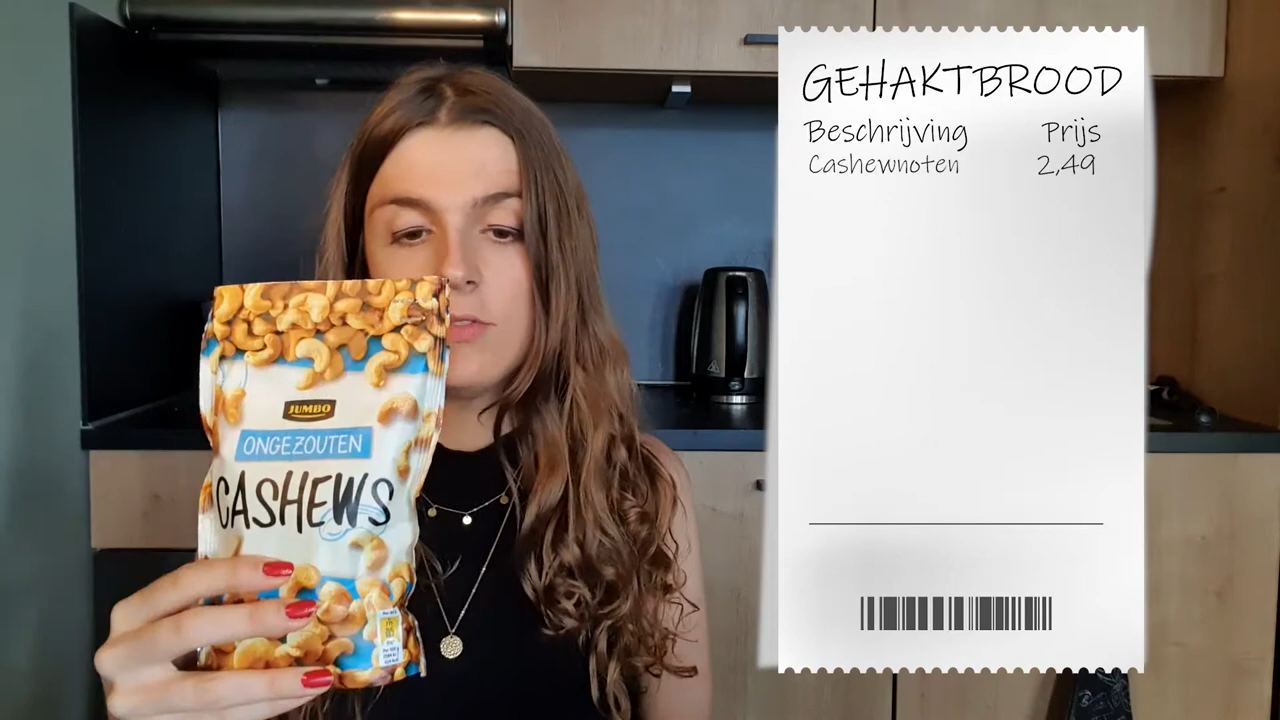 JUMBO
ONGEZOUTEN
CASHEWS
GEHAKTBROOD
Beschrijving Prijs
Cashewnoten 2,49